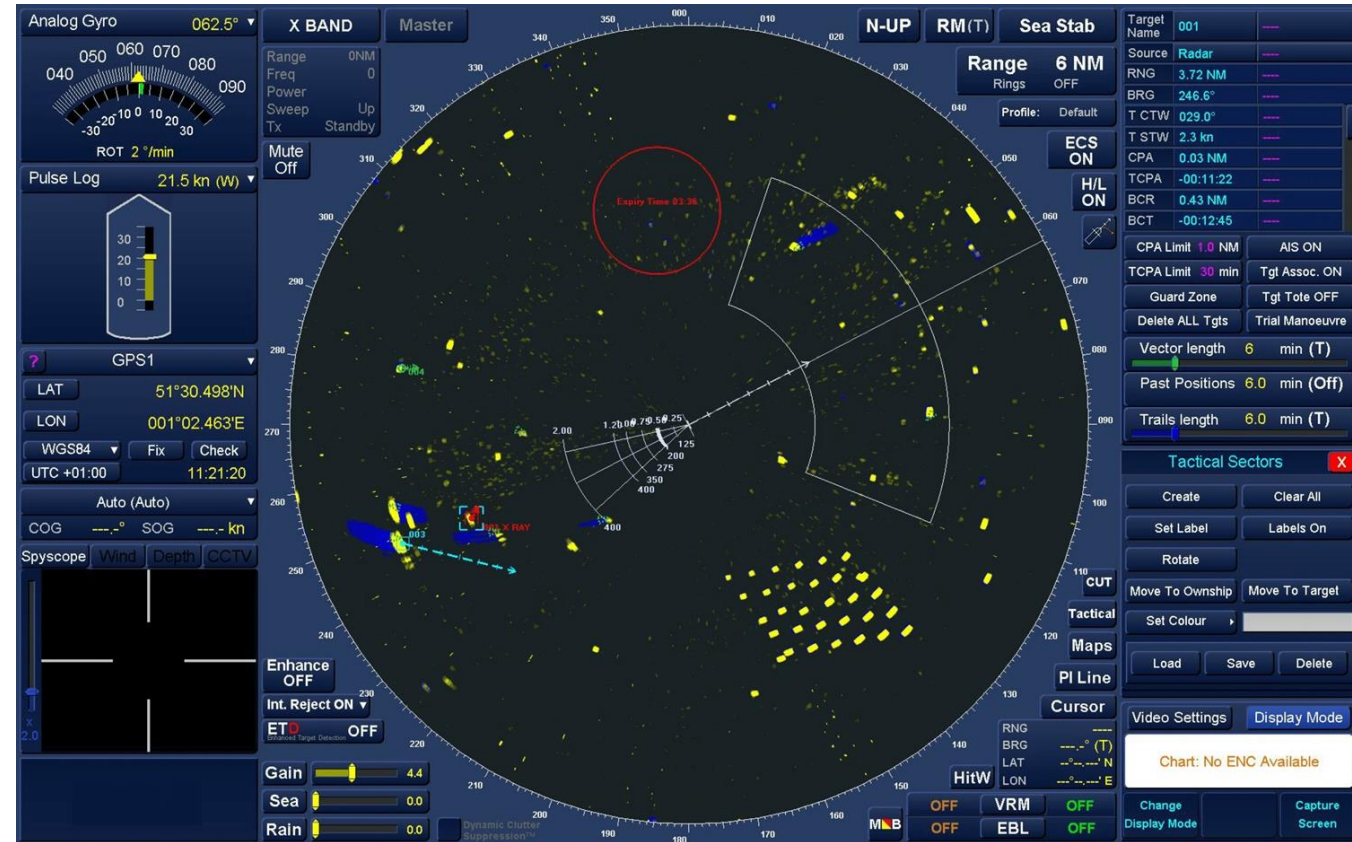 Analog Gyro 062.5°
040 050 060 070 080 090
-30 -20 -10 0 10 20 30
ROT 2 °/min
Pulse Log 21.5 kn (W)
30
20
10
0
? GPS1
LAT 51°30.498'N
LON 001°02.463'E
WGS84 Fix Check
UTC +01:00 11:21:20
Auto (Auto)
COG ---.-° SOG ---.- kn
Spyscope Wind Depth CCTV
x
2.0
X BAND Master
Range 0NM
Freq 0
Power
Sweep Up
Tx Standby
Mute
Off
N-UP RM(T) Sea Stab
Range 6 NM
Rings OFF
Profile: Default
ECS
ON
H/L
ON
000
010
020
030
040
050
060
070
080
090
100
110
120
130
140
150
160
170
180
190
200
210
220
230
240
250
260
270
280
290
300
310
320
340
350
Expiry Time 03:36
004
2.00 0.75 0.50 0.25
125
200
275
350
400
400
X RAY
003
CUT
Tactical
Maps
PI Line
Cursor
RNG ----
BRG ---.-° (T)
LAT --°--.---' N
LON ---°--.---' E
HitW
OFF VRM OFF
OFF EBL OFF
M B
Enhance
OFF
Int. Reject ON
ETD OFF
Enhanced Target Detection
Gain 4.4
Sea 0.0
Rain 0.0
Dynamic Clutter
Suppression™
Target
Name 001 ----
Source Radar ----
RNG 3.72 NM ----
BRG 246.6° ----
T CTW 029.0° ----
T STW 2.3 kn ----
CPA 0.03 NM ----
TCPA -00:11:22 ----
BCR 0.43 NM ----
BCT -00:12:45 ----
CPA Limit 1.0 NM AIS ON
TCPA Limit 30 min Tgt Assoc. ON
Guard Zone Tgt Tote OFF
Delete ALL Tgts Trial Manoeuvre
Vector length 6 min (T)
Past Positions 6.0 min (Off)
Trails length 6.0 min (T)
Tactical Sectors X
Create Clear All
Set Label Labels On
Rotate
Move To Ownship Move To Target
Set Colour
Load Save Delete
Video Settings Display Mode
Chart: No ENC Available
Change
Display Mode
Capture
Screen